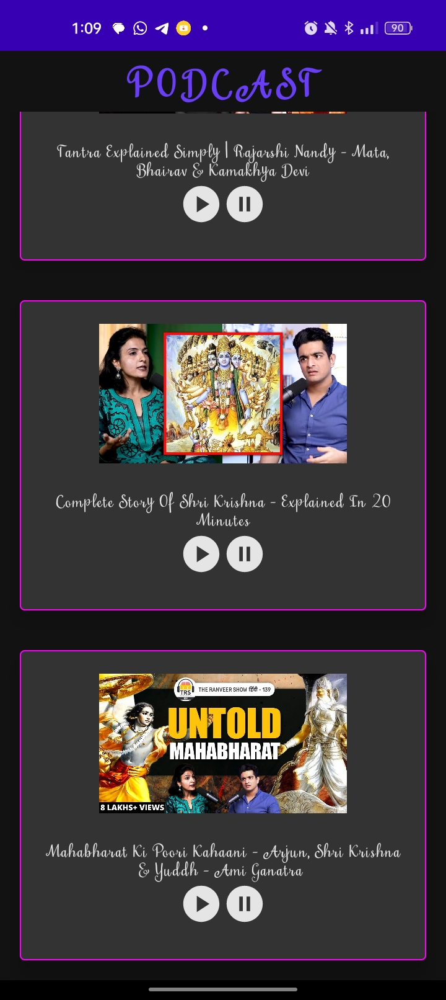 1:09
90
PODCAST
Tantra Explained Simply | Rajarshi Nandy - Mata,
Bhairav & Kamakhya Devi
Complete Story Of Shri Krishna - Explained In 20
Minutes
TRS
THE RANVEER SHOW हिंदी - 139
UNTOLD
MAHABHARAT
8 LAKHS+ VIEWS
Mahabharat Ki Poori Kahaani - Arjun, Shri Krishna
& Yuddh - Ami Ganatra